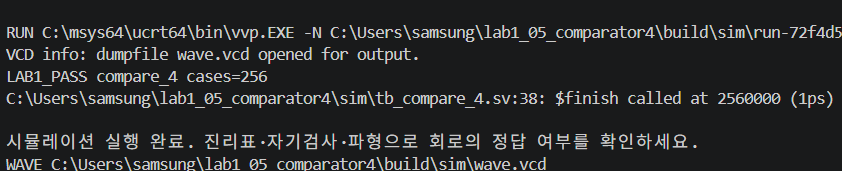 RUN C:\msys64\ucrt64\bin\vvp.EXE -N C:\Users\samsung\lab1_05_comparator4\build\sim\run-72f4d5
VCD info: dumpfile wave.vcd opened for output.
LAB1_PASS compare_4 cases=256
C:\Users\samsung\lab1_05_comparator4\sim\tb_compare_4.sv:38: $finish called at 2560000 (1ps)
시뮬레이션 실행 완료. 진리표·자기검사·파형으로 회로의 정답 여부를 확인하세요.
WAVE C:\Users\samsung\lab1_05_comparator4\build\sim\wave.vcd